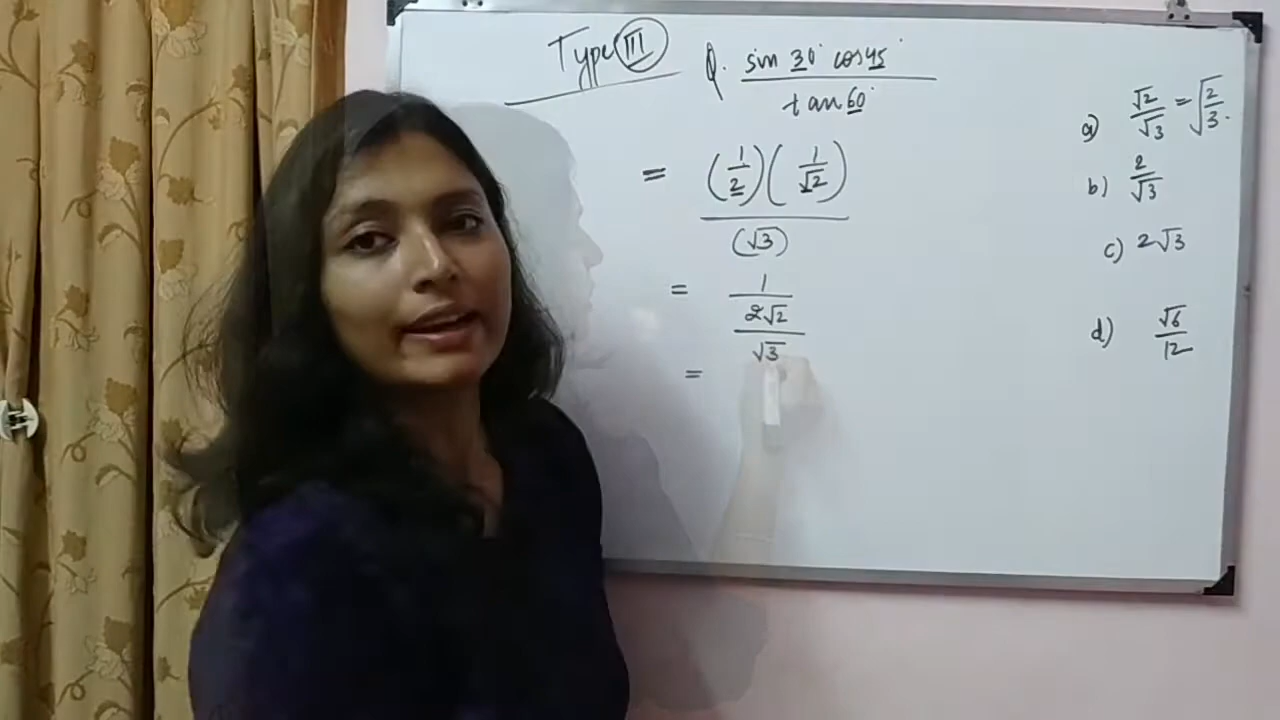 Type III
Q. sin 30° cos 45° / tan 60°
= (1/2)(1/√2) / (√3)
= 1/2√2 / √3
=
a) √2/√3 = √2/3.
b) 2/√3
c) 2√3
d) √6/12